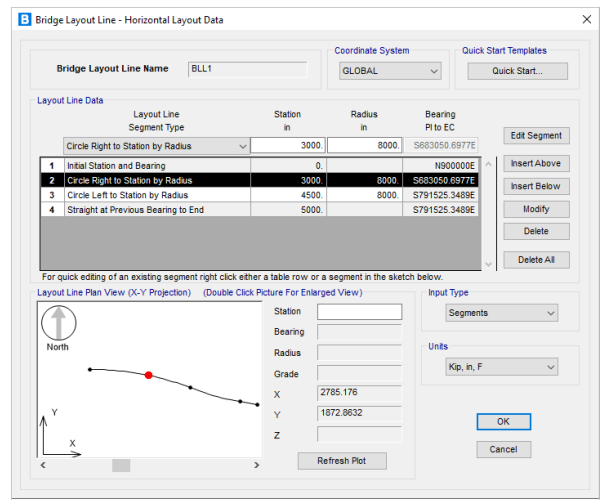 B Bridge Layout Line - Horizontal Layout Data
Coordinate System
Quick Start Templates
Bridge Layout Line Name
BLL1
GLOBAL
Quick Start...
Layout Line Data
Layout Line
Segment Type
Station
in
Radius
in
Bearing
PI to EC
Edit Segment
Circle Right to Station by Radius 3000. 8000. S683050.6977E
1 Initial Station and Bearing 0. N900000E
2 Circle Right to Station by Radius 3000. 8000. S683050.6977E
3 Circle Left to Station by Radius 4500. 8000. S791525.3489E
4 Straight at Previous Bearing to End 5000. S791525.3489E
Insert Above
Insert Below
Modify
Delete
Delete All
For quick editing of an existing segment right click either a table row or a segment in the sketch below.
Layout Line Plan View (X-Y Projection) (Double Click Picture For Enlarged View)
North
Y
X
Station
Bearing
Radius
Grade
X 2785.176
Y 1872.8632
Z
Refresh Plot
Input Type
Segments
Units
Kip, in, F
OK
Cancel